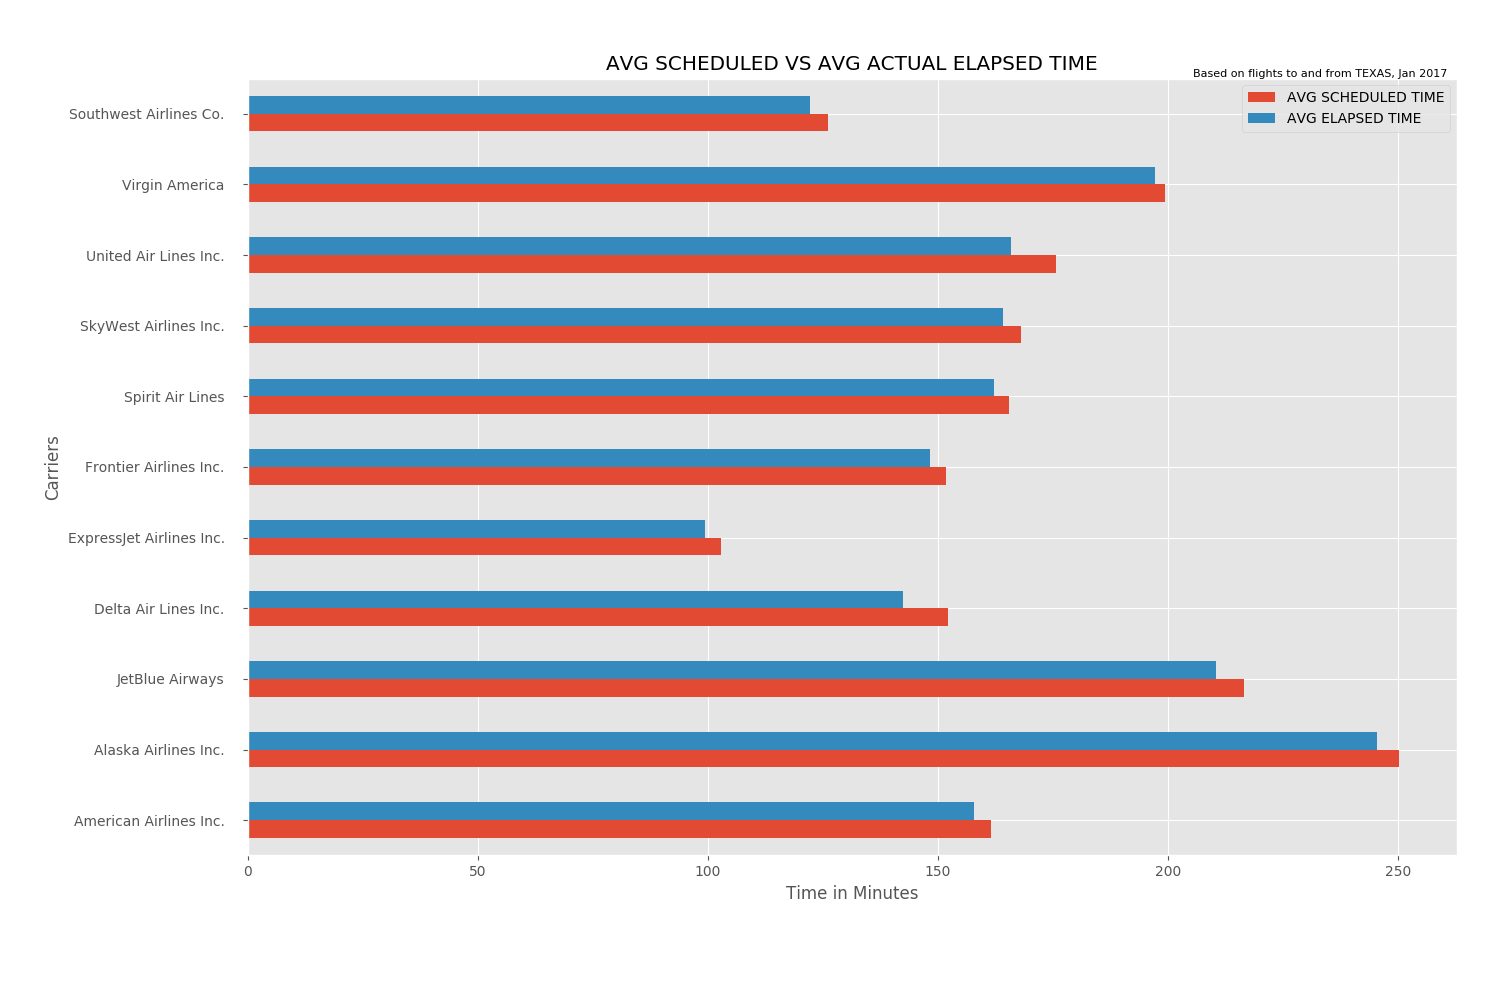 AVG SCHEDULED VS AVG ACTUAL ELAPSED TIME
Based on flights to and from TEXAS, Jan 2017
AVG SCHEDULED TIME
AVG ELAPSED TIME
Carriers
Southwest Airlines Co.
Virgin America
United Air Lines Inc.
SkyWest Airlines Inc.
Spirit Air Lines
Frontier Airlines Inc.
ExpressJet Airlines Inc.
Delta Air Lines Inc.
JetBlue Airways
Alaska Airlines Inc.
American Airlines Inc.
0 50 100 150 200 250
Time in Minutes